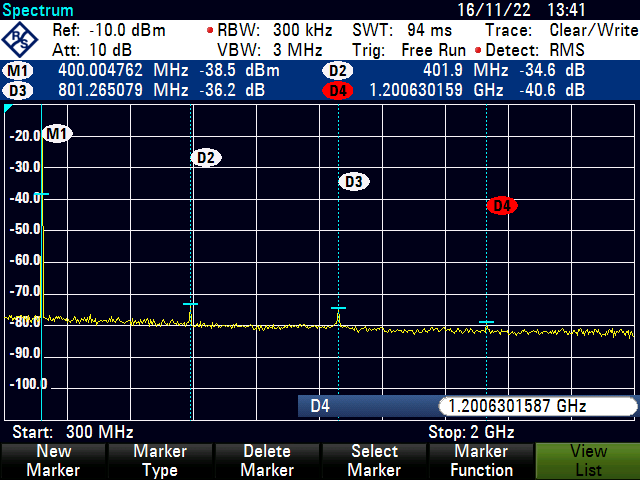 Spectrum 16/11/22 13:41
R&S Ref: -10.0 dBm RBW: 300 kHz SWT: 94 ms Trace: Clear/Write
Att: 10 dB VBW: 3 MHz Trig: Free Run Detect: RMS
M1 400.004762 MHz -38.5 dBm D2 401.9 MHz -34.6 dB
D3 801.265079 MHz -36.2 dB D4 1.200630159 GHz -40.6 dB
-20.0
M1
D2
-30.0
D3
-40.0
D4
-50.0
-60.0
-70.0
-80.0
-90.0
-100.0
D4 1.2006301587 GHz
Start: 300 MHz Stop: 2 GHz
New Marker Delete Select Marker View
Marker Type Marker Marker Function List